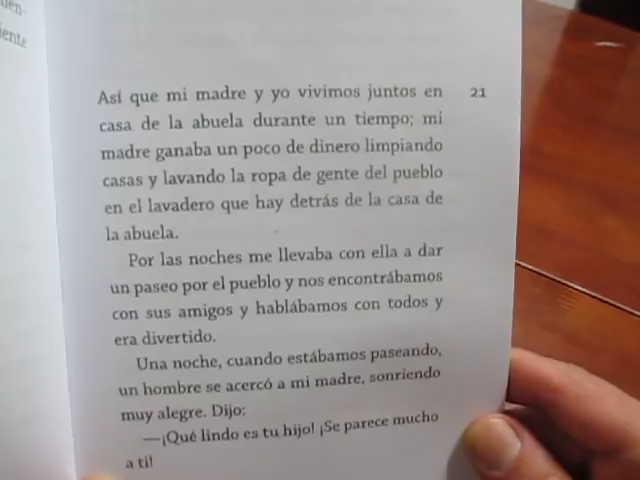 uen-
iente
Así que mi madre y yo vivimos juntos en
21
casa de la abuela durante un tiempo; mi
madre ganaba un poco de dinero limpiando
casas y lavando la ropa de gente del pueblo
en el lavadero que hay detrás de la casa de
la abuela.
Por las noches me llevaba con ella a dar
un paseo por el pueblo y nos encontrábamos
con sus amigos y hablábamos con todos y
era divertido.
Una noche, cuando estábamos paseando,
un hombre se acercó a mi madre, sonriendo
muy alegre. Dijo:
—¡Qué lindo es tu hijo! ¡Se parece mucho
a ti!